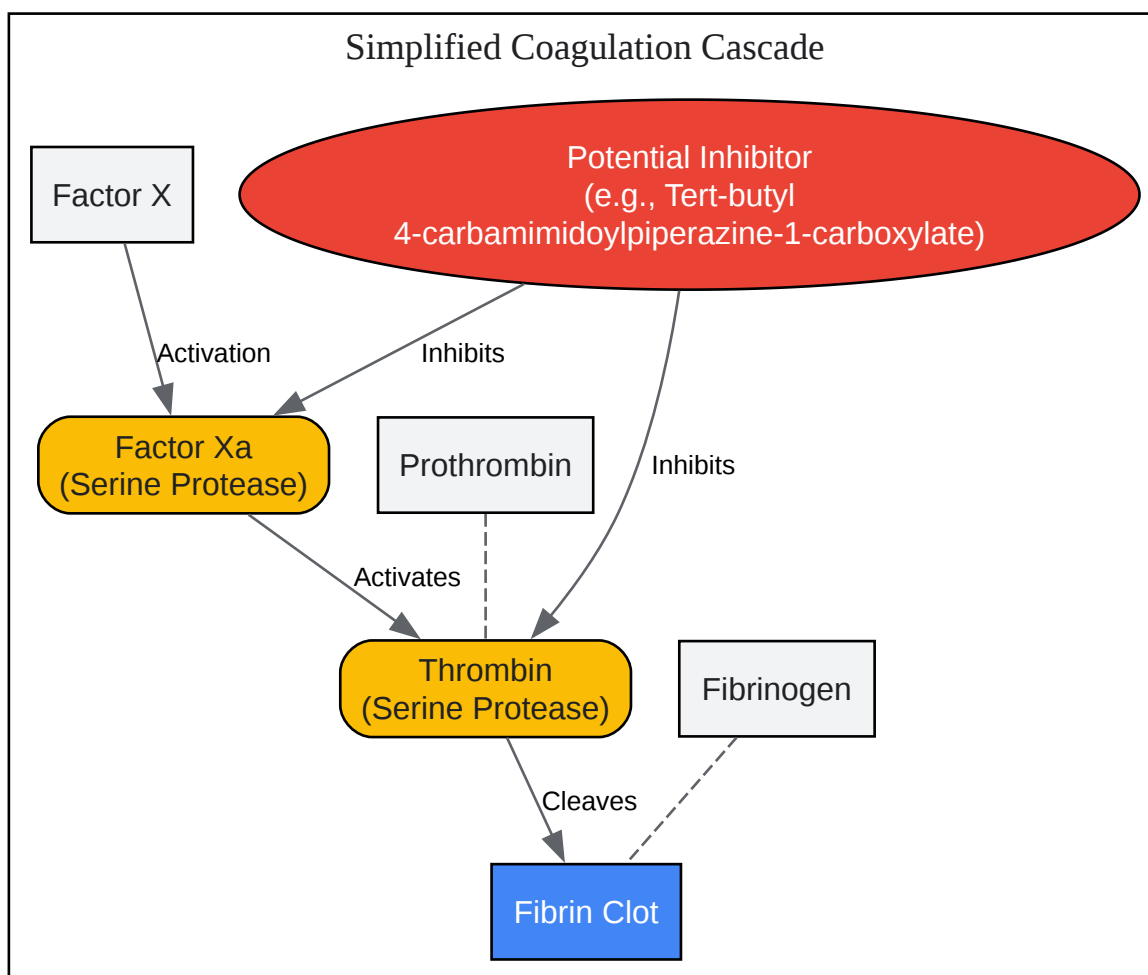 Simplified Coagulation Cascade
Potential Inhibitor
(e.g., Tert-butyl
4-carbamimidoylpiperazine-1-carboxylate)
Factor X
Activation
Inhibits
Factor Xa
(Serine Protease)
Prothrombin
Inhibits
Activates
Thrombin
(Serine Protease)
Fibrinogen
Cleaves
Fibrin Clot